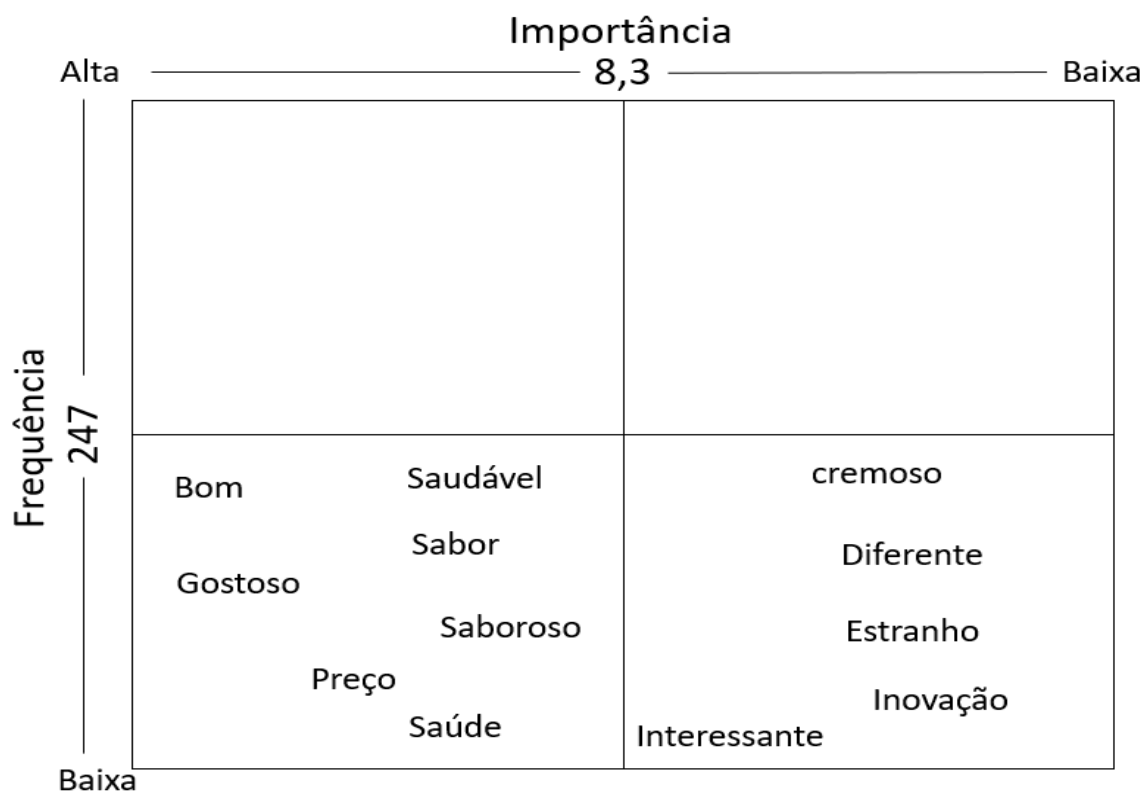 Importância
Alta 8,3 Baixa
Frequência
247
Bom Saudável cremoso
Sabor Diferente
Gostoso
Saboroso Estranho
Preço Inovação
Saúde Interessante
Baixa